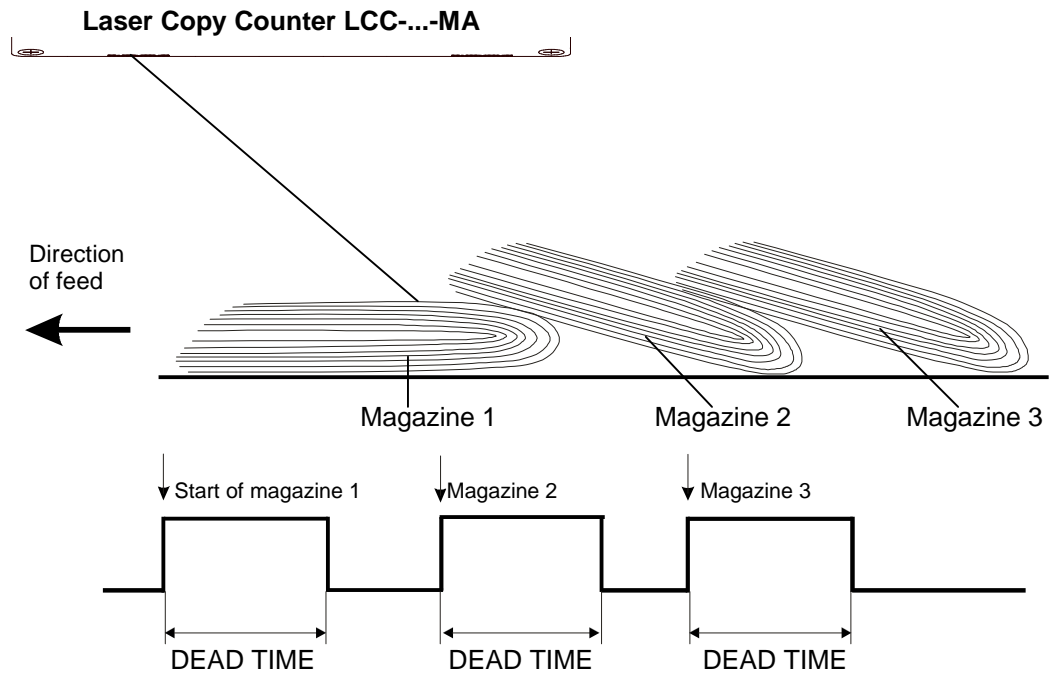 Laser Copy Counter LCC-...-MA
Direction
of feed
Magazine 1
Magazine 2
Magazine 3
Start of magazine 1
Magazine 2
Magazine 3
DEAD TIME
DEAD TIME
DEAD TIME